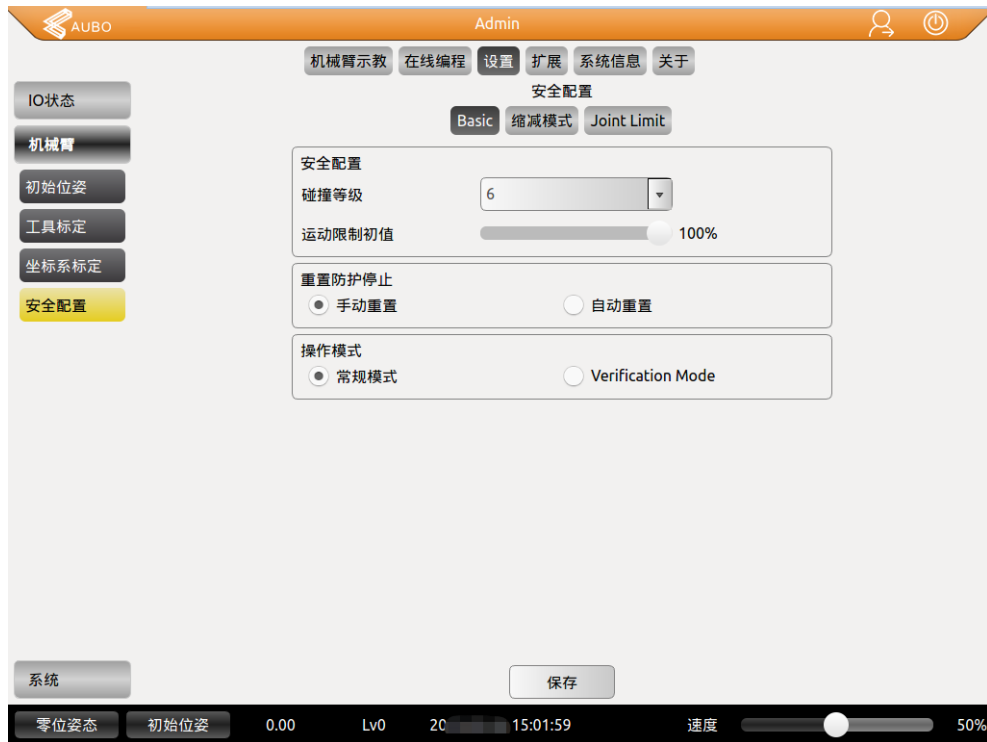 AUBO
Admin
机械臂示教 在线编程 设置 扩展 系统信息 关于
安全配置
Basic 缩减模式 Joint Limit
IO状态
机械臂
初始位姿
工具标定
坐标系标定
安全配置
安全配置
碰撞等级 6
运动限制初值 100%
重置防护停止
手动重置 自动重置
操作模式
常规模式 Verification Mode
系统
保存
零位姿态 初始位姿 0.00 Lv0 20 15:01:59 速度 50%